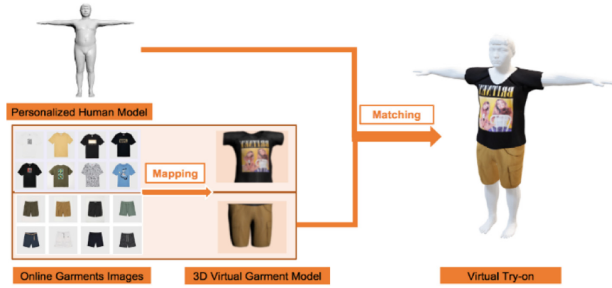 Personalized Human Model
Matching
Mapping
Online Garments Images
3D Virtual Garment Model
Virtual Try-on